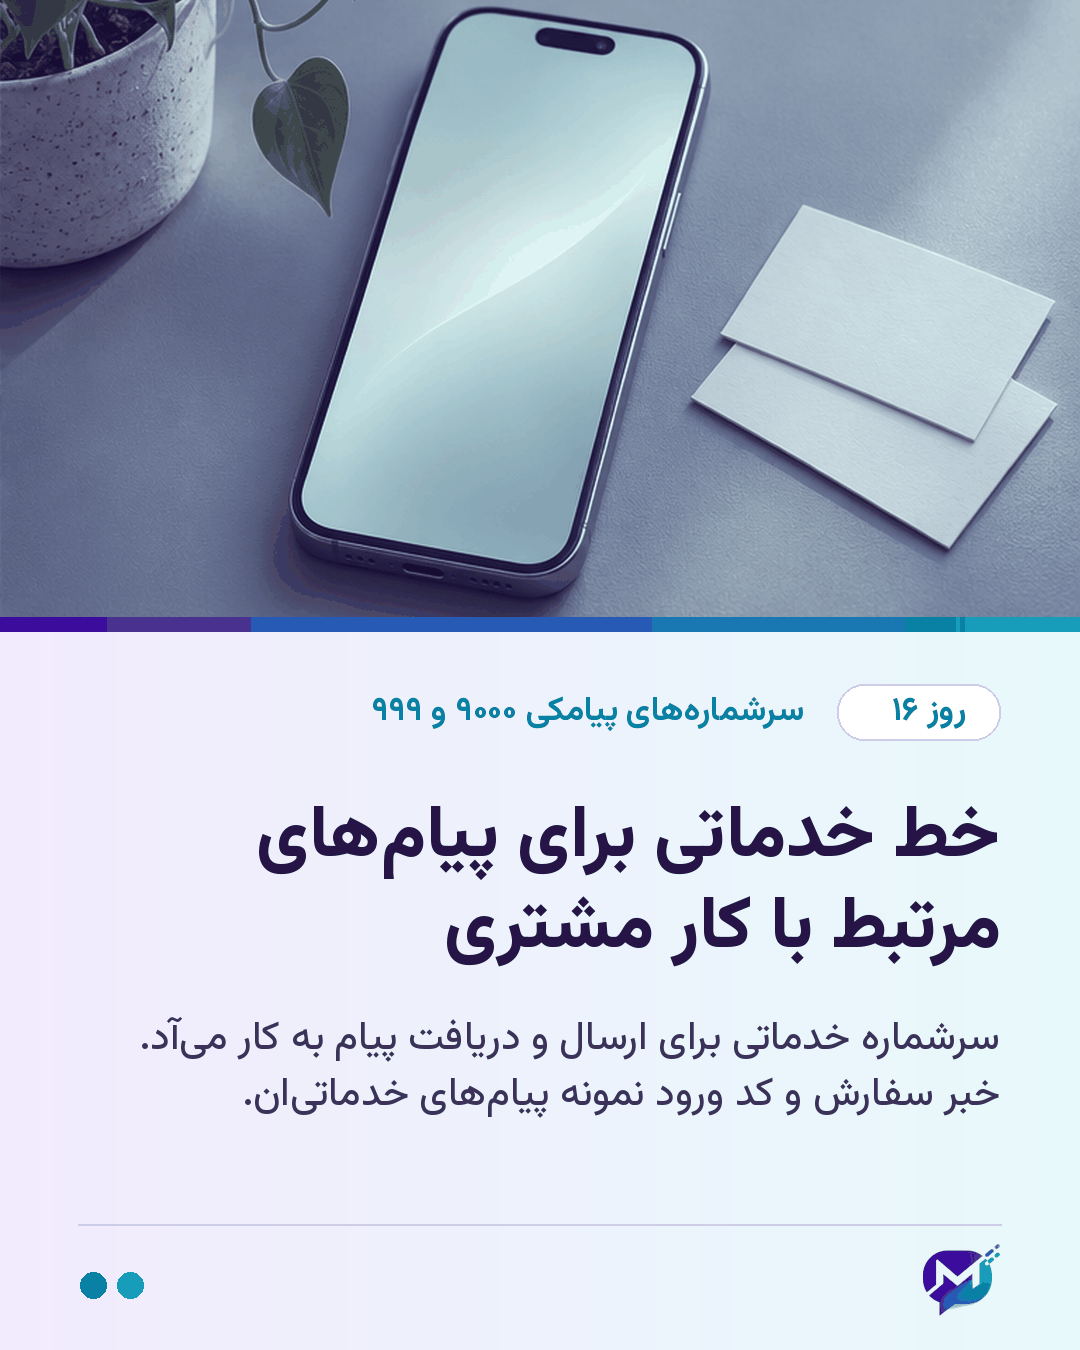 روز ۱۶
سرشماره‌های پیامکی ۹۰۰۰ و ۹۹۹
خط خدماتی برای پیام‌های
مرتبط با کار مشتری
سرشماره خدماتی برای ارسال و دریافت پیام به کار می‌آد.
خبر سفارش و کد ورود نمونه پیام‌های خدماتی‌ان.